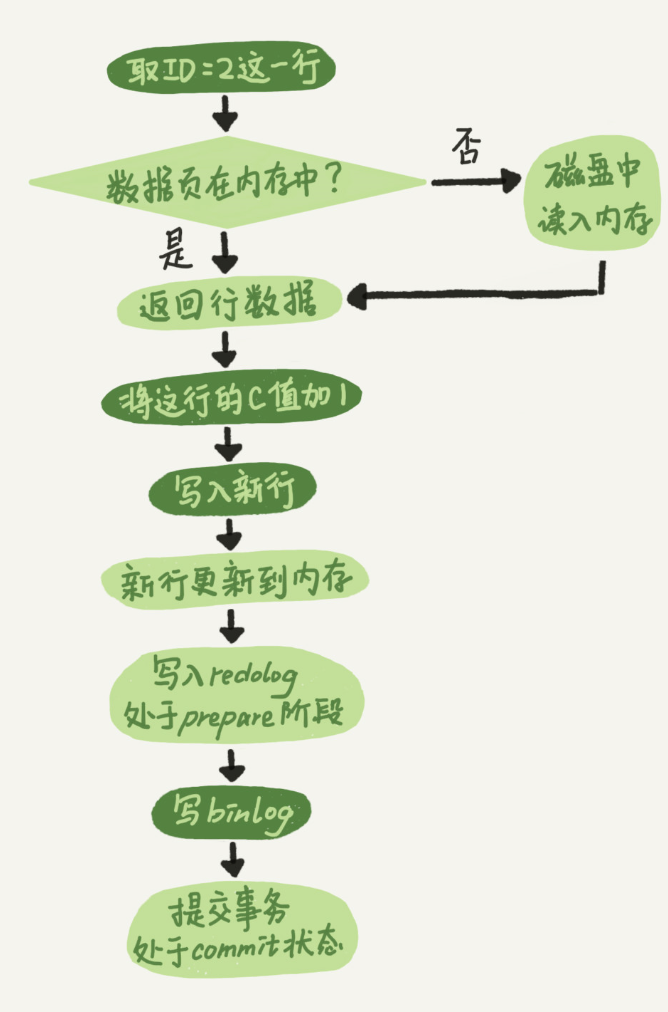 取ID=2这一行
数据页在内存中?
否
磁盘中
读入内存
是
返回行数据
将这行的C值加1
写入新行
新行更新到内存
写入redolog
处于prepare阶段
写binlog
提交事务
处于commit状态